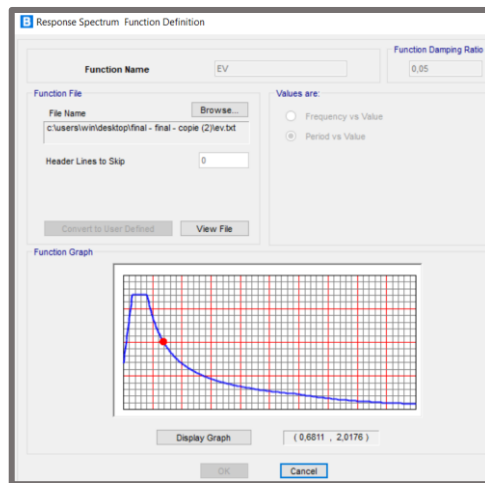 B Response Spectrum Function Definition
Function Damping Ratio
Function Name EV 0,05
Function File
Values are:
File Name Browse...
c:\users\win\desktop\final - final - copie (2)\ev.txt
Frequency vs Value
Period vs Value
Header Lines to Skip 0
Convert to User Defined View File
Function Graph
Display Graph (0,6811 , 2,0176 )
OK Cancel